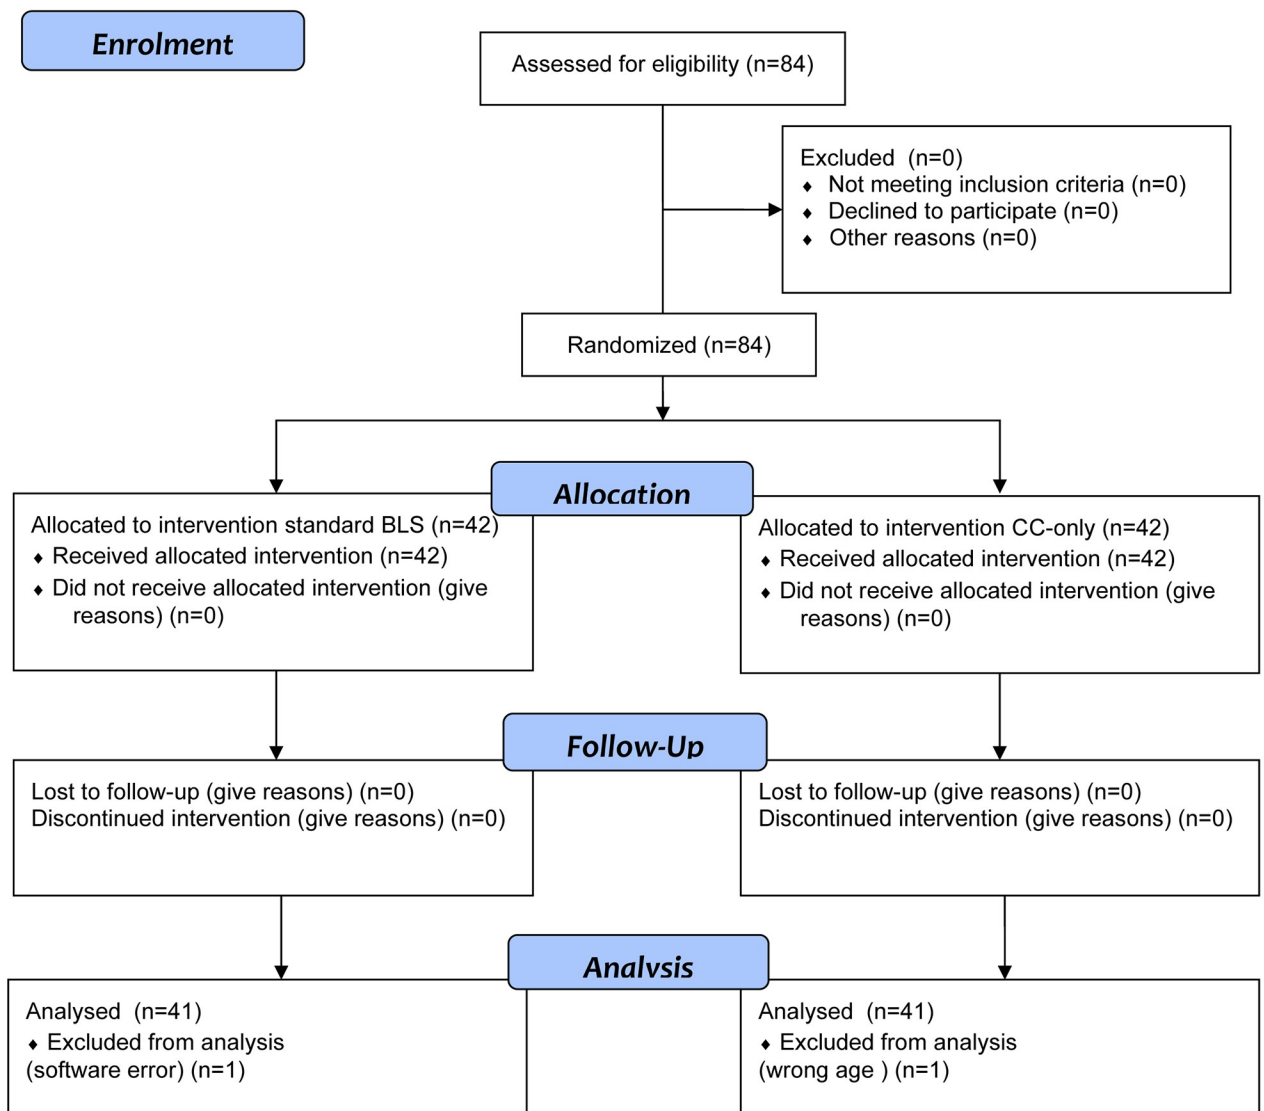 Enrolment
Assessed for eligibility (n=84)
Excluded (n=0)
♦ Not meeting inclusion criteria (n=0)
♦ Declined to participate (n=0)
♦ Other reasons (n=0)
Randomized (n=84)
Allocation
Allocated to intervention standard BLS (n=42)
♦ Received allocated intervention (n=42)
♦ Did not receive allocated intervention (give
reasons) (n=0)
Allocated to intervention CC-only (n=42)
♦ Received allocated intervention (n=42)
♦ Did not receive allocated intervention (give
reasons) (n=0)
Follow-Up
Lost to follow-up (give reasons) (n=0)
Discontinued intervention (give reasons) (n=0)
Lost to follow-up (give reasons) (n=0)
Discontinued intervention (give reasons) (n=0)
Analysis
Analysed (n=41)
♦ Excluded from analysis
(software error) (n=1)
Analysed (n=41)
♦ Excluded from analysis
(wrong age ) (n=1)